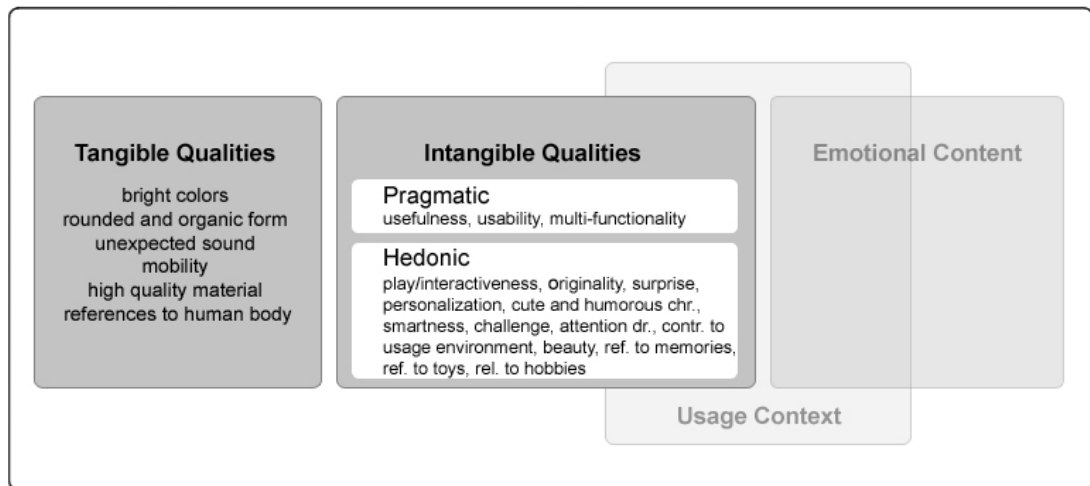 Tangible Qualities
bright colors
rounded and organic form
unexpected sound
mobility
high quality material
references to human body
Intangible Qualities
Pragmatic
usefulness, usability, multi-functionality
Hedonic
play/interactiveness, originality, surprise,
personalization, cute and humorous chr.,
smartness, challenge, attention dr., contr. to
usage environment, beauty, ref. to memories,
ref. to toys, rel. to hobbies
Emotional Content
Usage Context